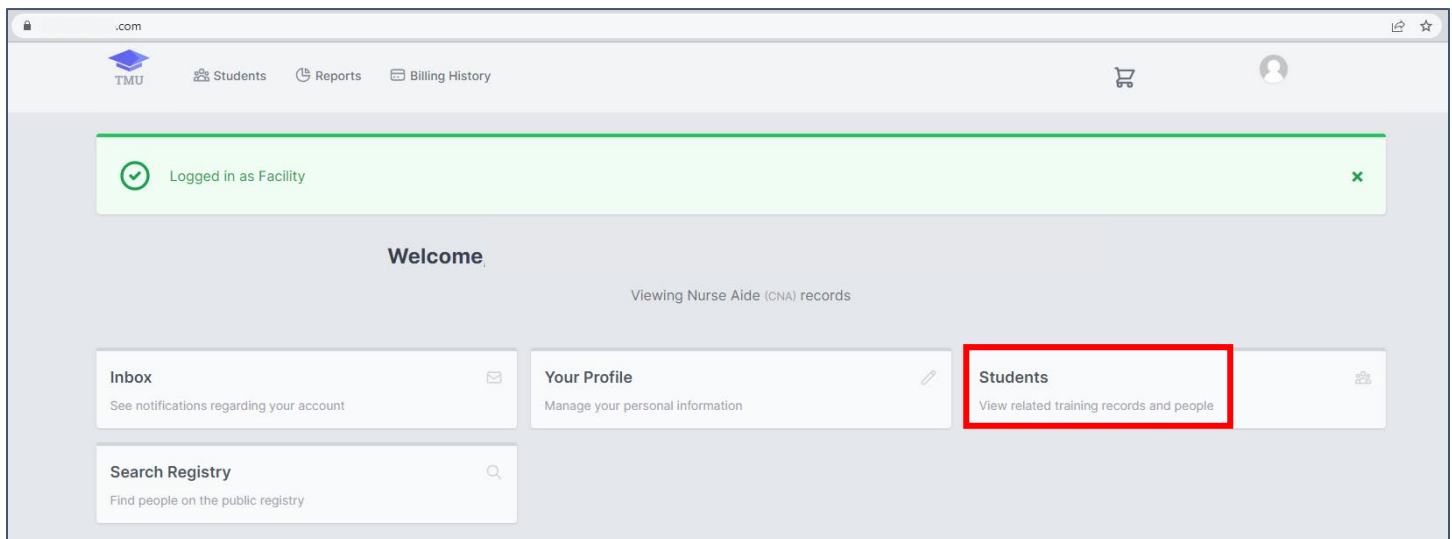 .com
TMU
Students Reports Billing History
Logged in as Facility
Welcome,
Viewing Nurse Aide (CNA) records
Inbox
See notifications regarding your account
Your Profile
Manage your personal information
Students
View related training records and people
Search Registry
Find people on the public registry